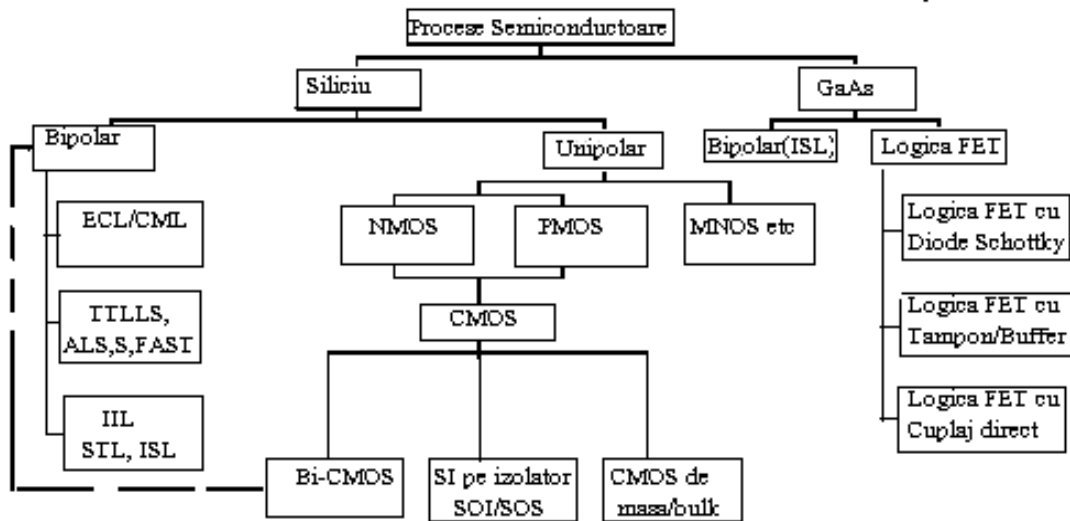 Procese Semiconductoare
Siliciu
GaAs
Bipolar
Unipolar
Bipolar(ISL)
Logica FET
ECL/CML
NMOS
PMOS
MNOS etc
Logica FET cu
Diode Schottky
TTLLS,
ALS,S,FAST
CMOS
Logica FET cu
Tampon/Buffer
IIL
STL, ISL
Logica FET cu
Cuplaj direct
Bi-CMOS
SI pe izolator
SOI/SOS
CMOS de
masa/bulk